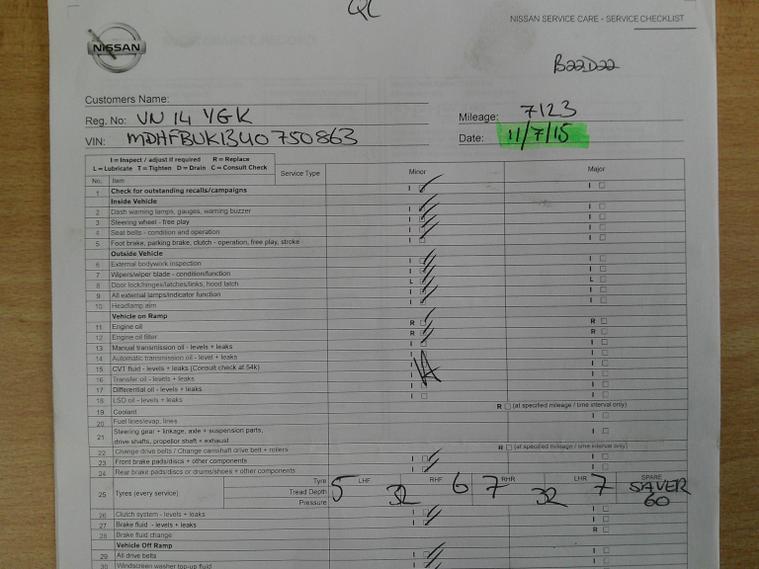 QC
NISSAN SERVICE CARE - SERVICE CHECKLIST
NISSAN
B22D22
Customers Name:
Reg. No: VN 14 YGK
Mileage: 7123
VIN: MDHFBUK13U0750863
Date: 11/7/15
I = Inspect / adjust if required R = Replace
L = Lubricate T = Tighten D = Drain C = Consult Check
Service Type Minor Major
No. Item
1 Check for outstanding recalls/campaigns I I
Inside Vehicle
2 Dash warning lamps, gauges, warning buzzer I I
3 Steering wheel - free play I I
4 Seat belts - condition and operation I I
5 Foot brake, parking brake, clutch - operation, free play, stroke I I
Outside Vehicle
6 External bodywork inspection I I
7 Wipers/wiper blade - condition/function I I
8 Door lock/hinges/latches/links, hood latch L L
9 All external lamps/indicator function I I
10 Headlamp aim I I
Vehicle on Ramp
11 Engine oil R R
12 Engine oil filter R R
13 Manual transmission oil - levels + leaks I I
14 Automatic transmission oil - level + leaks I
15 CVT fluid - levels + leaks (Consult check at 54k) I
16 Transfer oil - levels + leaks I
17 Differential oil - levels + leaks I
18 LSD oil - levels + leaks I I
19 Coolant R (at specified mileage / time interval only)
20 Fuel lines/evap, lines I
21 Steering gear + linkage, axle + suspension parts,
drive shafts, propellor shaft + exhaust I
22 Change drive belts / Change camshaft drive belt + rollers R (at specified mileage / time interval only)
23 Front brake pads/discs + other components I I
24 Rear brake pads/discs or drums/shoes + other components I I
25 Tyres (every service)
Tyre LHF RHF RHR LHR SPARE
Tread Depth 5 6 7 7 SAVER
Pressure 32 32 60
26 Clutch system - levels + leaks I I
27 Brake fluid - levels + leaks I I
28 Brake fluid change R
Vehicle Off Ramp
29 All drive belts I I
30 Windscreen washer top-up fluid I I